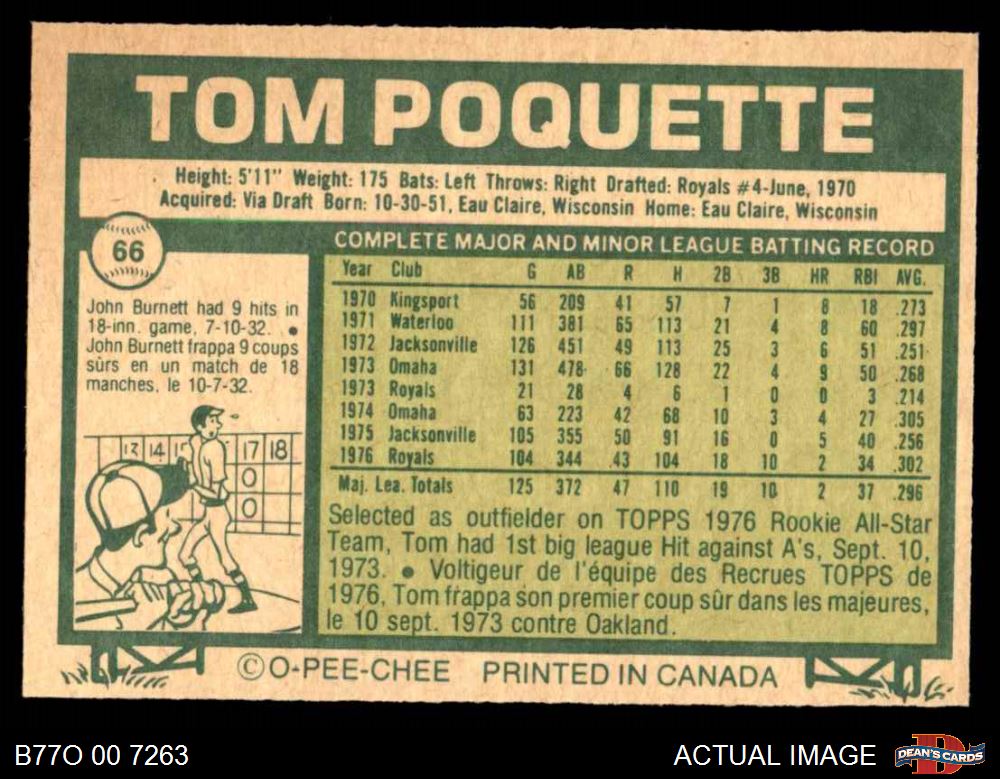 TOM POQUETTE
Height: 5'11" Weight: 175 Bats: Left Throws: Right Drafted: Royals #4-June, 1970
Acquired: Via Draft Born: 10-30-51, Eau Claire, Wisconsin Home: Eau Claire, Wisconsin
66
John Burnett had 9 hits in
18-inn. game, 7-10-32. ●
John Burnett frappa 9 coups
sûrs en un match de 18
manches, le 10-7-32.
13 14 15 17 18
0
0
COMPLETE MAJOR AND MINOR LEAGUE BATTING RECORD
Year Club G AB R H 2B 3B HR RBI AVG.
1970 Kingsport 56 209 41 57 7 1 8 18 .273
1971 Waterloo 111 381 65 113 21 4 8 60 .297
1972 Jacksonville 126 451 49 113 25 3 6 51 .251
1973 Omaha 131 478 66 128 22 4 9 50 .268
1973 Royals 21 28 4 6 1 0 0 3 .214
1974 Omaha 63 223 42 68 10 3 4 27 .305
1975 Jacksonville 105 355 50 91 16 0 5 40 .256
1976 Royals 104 344 43 104 18 10 2 34 .302
Maj. Lea. Totals 125 372 47 110 19 10 2 37 .296
Selected as outfielder on TOPPS 1976 Rookie All-Star
Team, Tom had 1st big league Hit against A's, Sept. 10,
1973. ● Voltigeur de l'équipe des Recrues TOPPS de
1976, Tom frappa son premier coup sûr dans les majeures,
le 10 sept. 1973 contre Oakland.
©O-PEE-CHEE PRINTED IN CANADA
B77O 00 7263
ACTUAL IMAGE
DEAN'S CARDS